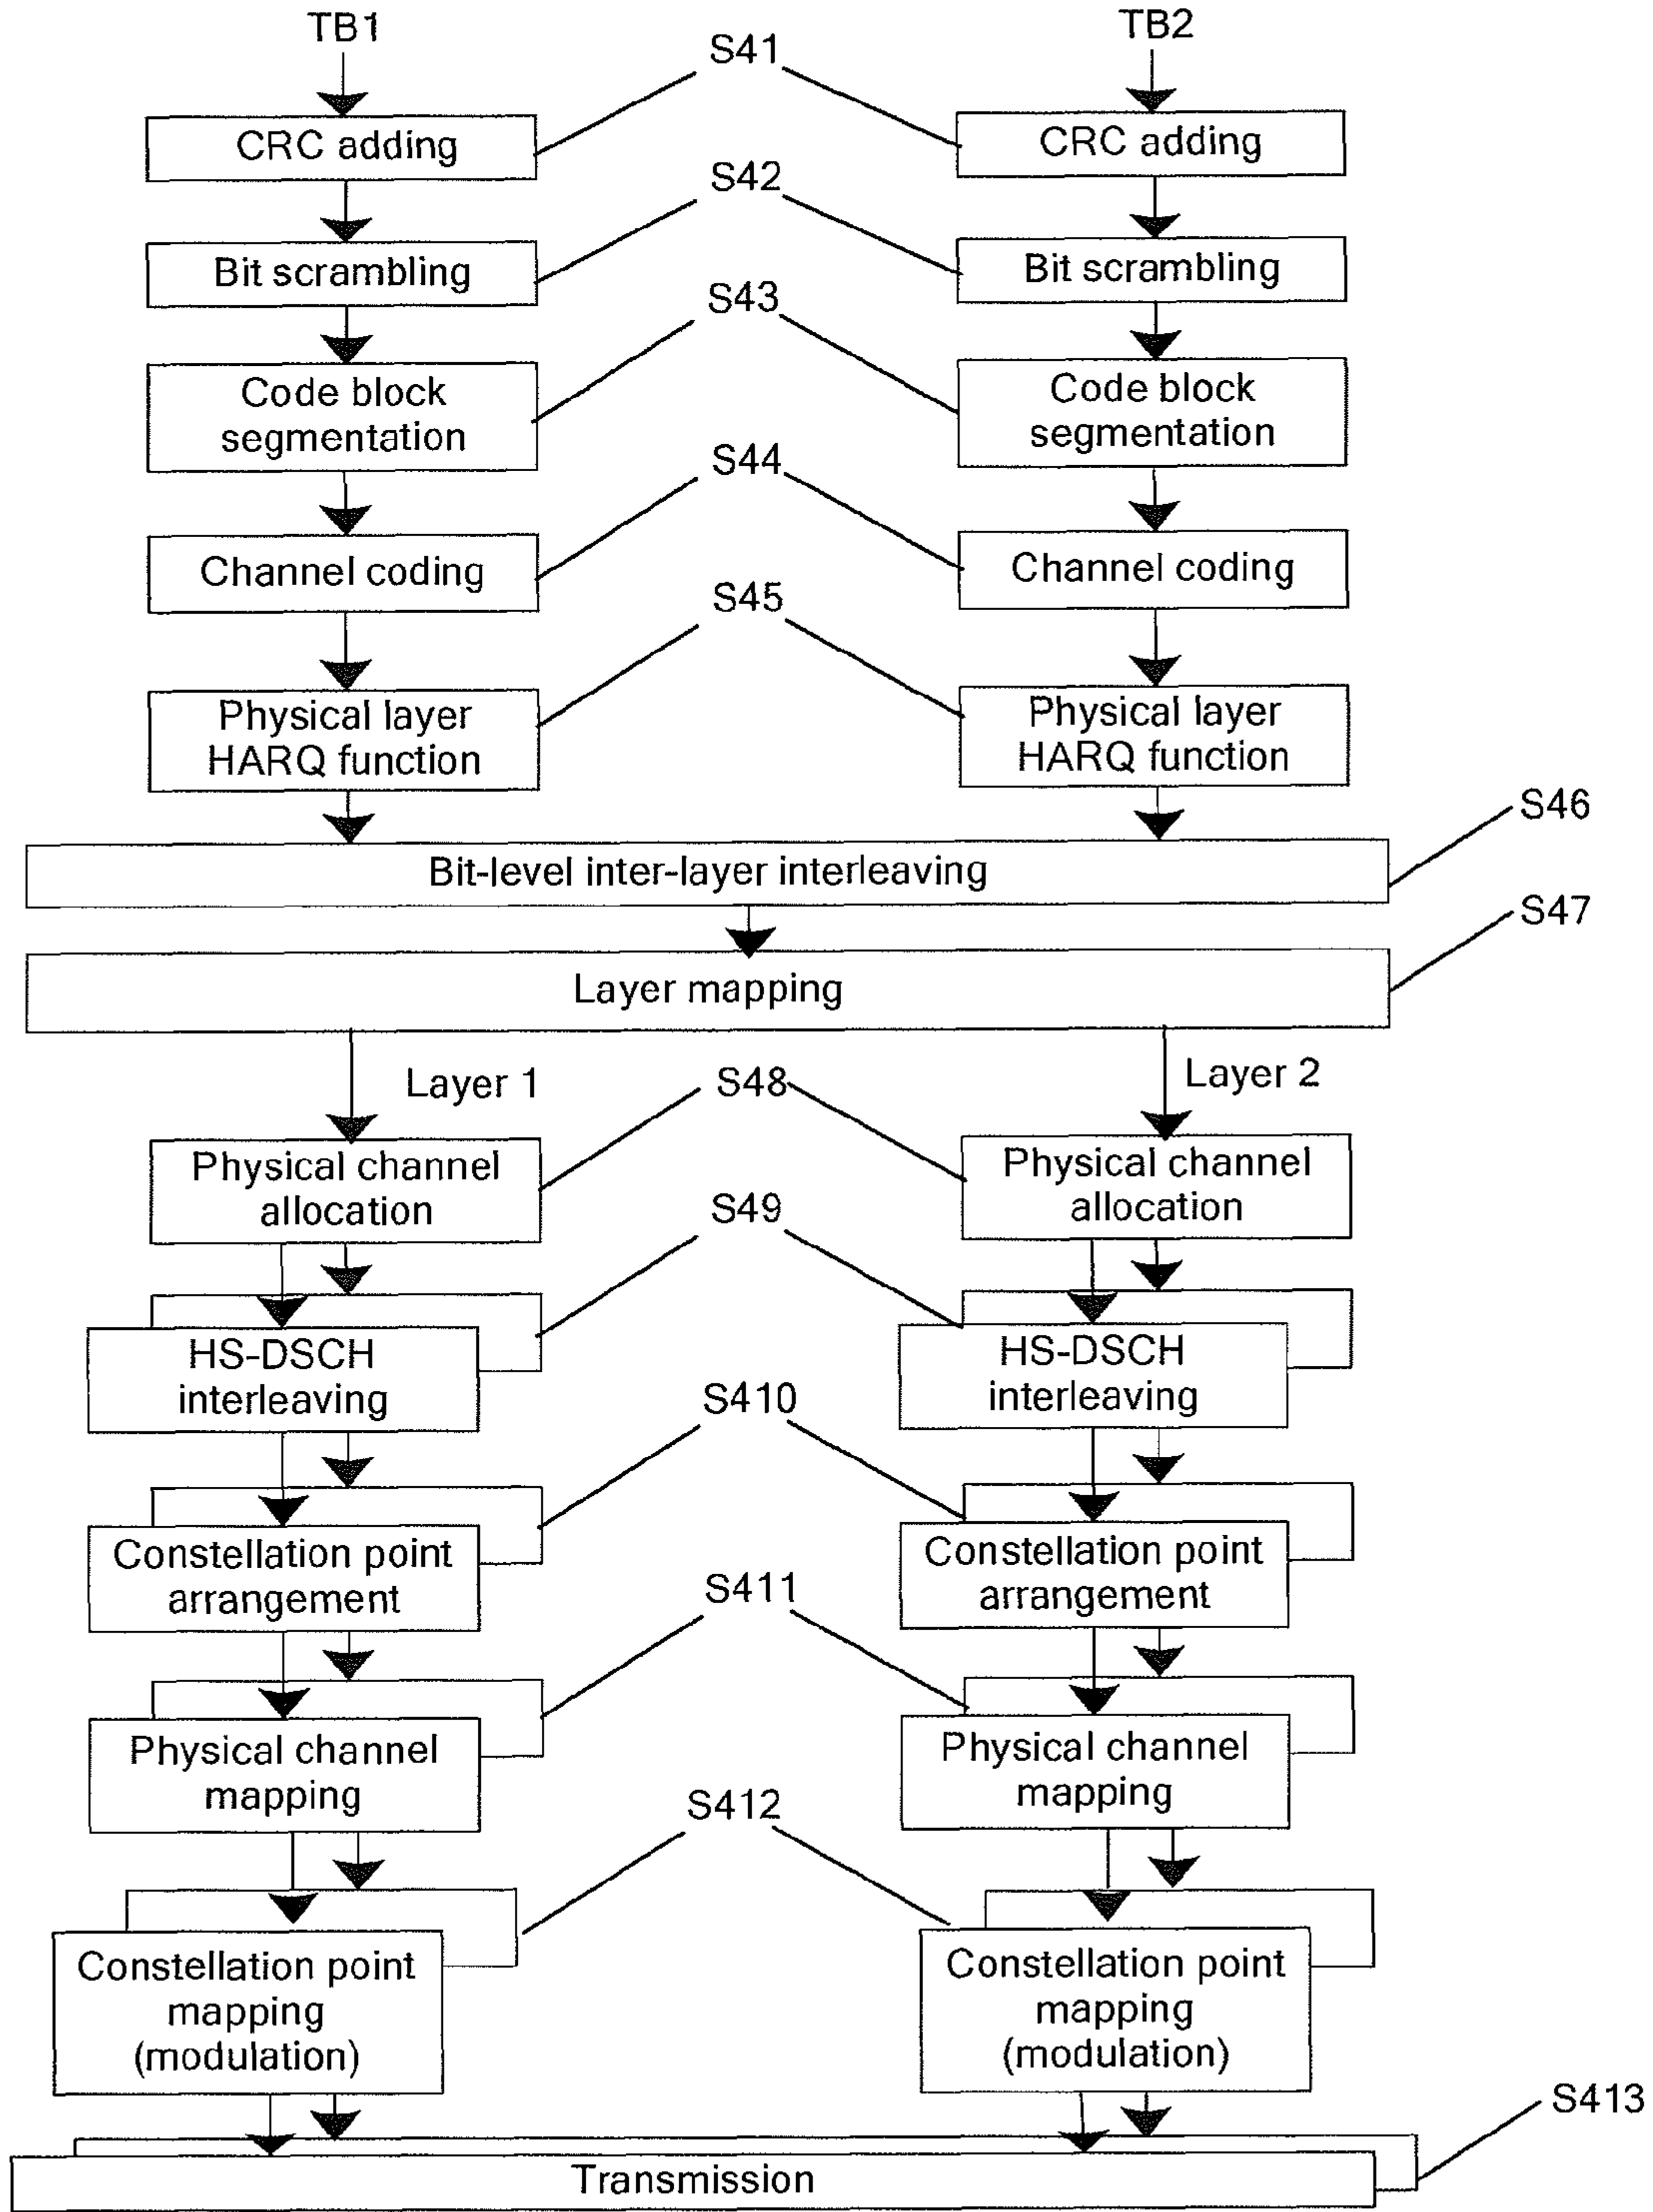 TB1
TB2
S41
CRC adding
CRC adding
S42
Bit scrambling
Bit scrambling
S43
Code block
segmentation
Code block
segmentation
S44
Channel coding
Channel coding
S45
Physical layer
HARQ function
Physical layer
HARQ function
S46
Bit-level inter-layer interleaving
S47
Layer mapping
Layer 1
S48
Layer 2
Physical channel
allocation
Physical channel
allocation
S49
HS-DSCH
interleaving
HS-DSCH
interleaving
S410
Constellation point
arrangement
Constellation point
arrangement
S411
Physical channel
mapping
Physical channel
mapping
S412
Constellation point
mapping
(modulation)
Constellation point
mapping
(modulation)
S413
Transmission